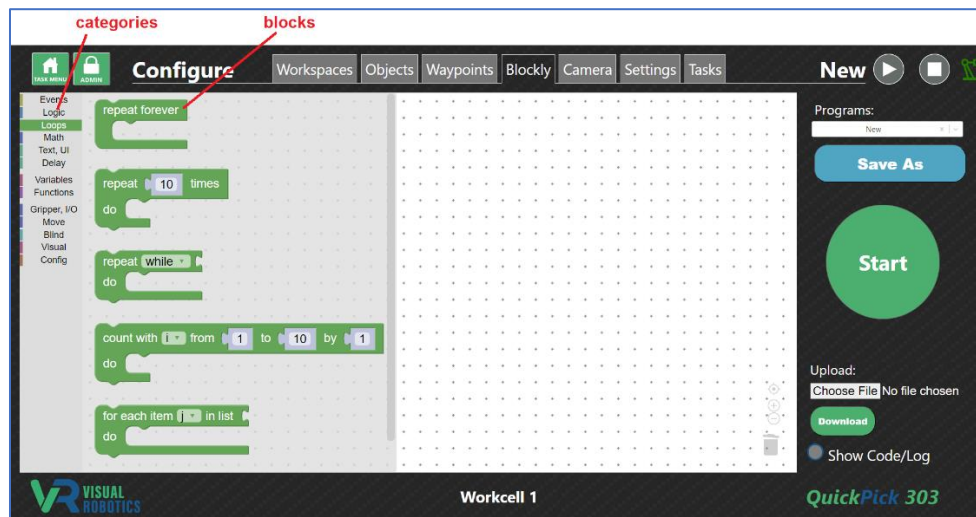 categories
blocks
TASK MENU
ADMIN
Configure
Workspaces Objects Waypoints Blockly Camera Settings Tasks
New
Events
Logic
Loops
Math
Text, UI
Delay
Variables
Functions
Gripper, I/O
Move
Blind
Visual
Config
repeat forever
repeat 10 times
do
repeat while
do
count with i from 1 to 10 by 1
do
for each item j in list
do
Programs:
New
Save As
Start
Upload:
Choose File No file chosen
Download
Show Code/Log
VR VISUAL
ROBOTICS
Workcell 1
QuickPick 303